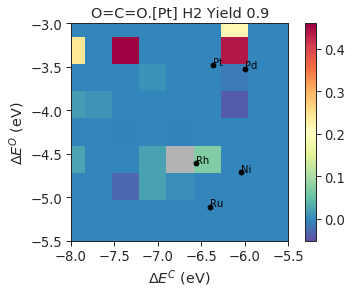 O=C=O.[Pt] H2 Yield 0.9
−3.0
−3.5
−4.0
−4.5
−5.0
−5.5
ΔE^O (eV)
Pt
Pd
Rh
Ni
Ru
−8.0 −7.5 −7.0 −6.5 −6.0 −5.5
ΔE^C (eV)
0.4
0.3
0.2
0.1
0.0